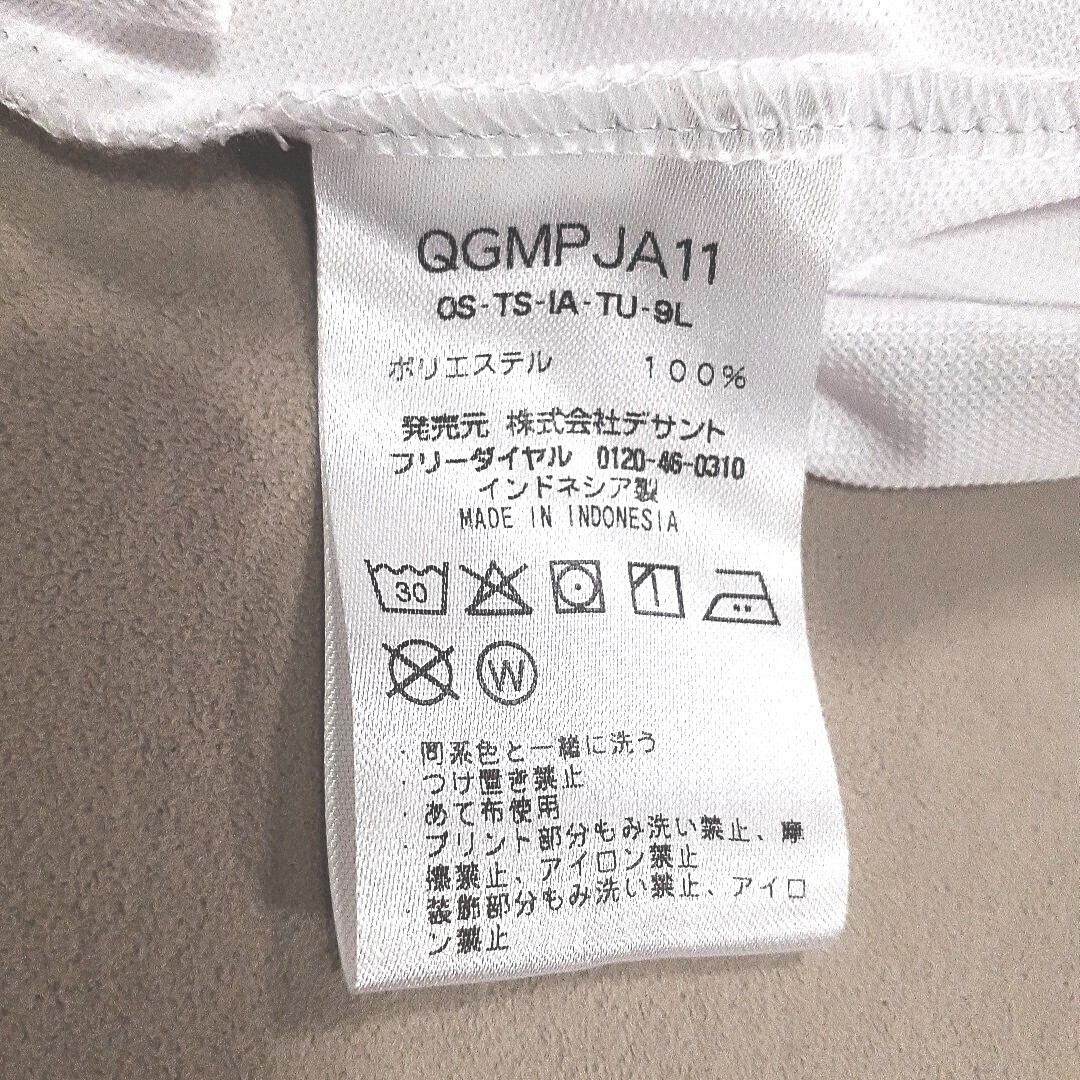 QGMPJA11
OS-TS-IA-TU-9L
ポリエステル 100%
発売元 株式会社デサント
フリーダイヤル 0120-46-0310
インドネシア製
MADE IN INDONESIA
30
W
・同系色と一緒に洗う
・つけ置き禁止
・あて布使用
・プリント部分もみ洗い禁止、摩
擦禁止、アイロン禁止
・装飾部分もみ洗い禁止、アイロ
ン禁止